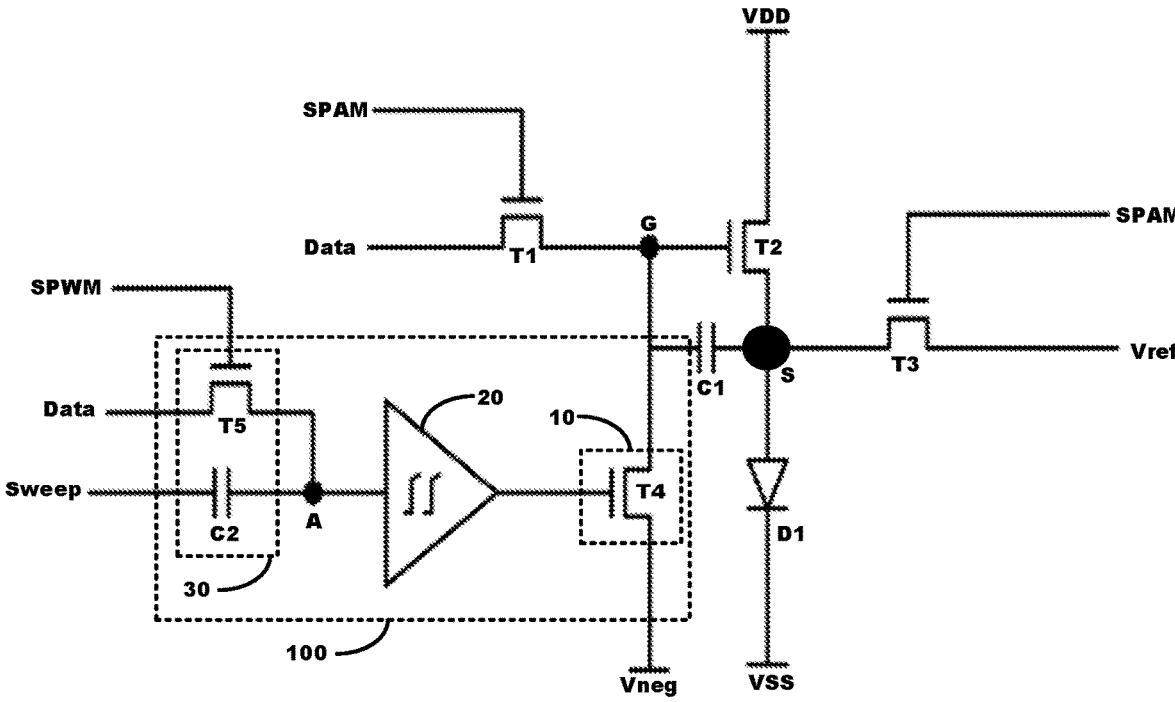 VDD
SPAM
SPAM
G
Data
T1
T2
SPWM
Vref
T3
S
C1
Data
T5
20
10
Sweep
A
T4
C2
D1
30
100
Vneg
VSS